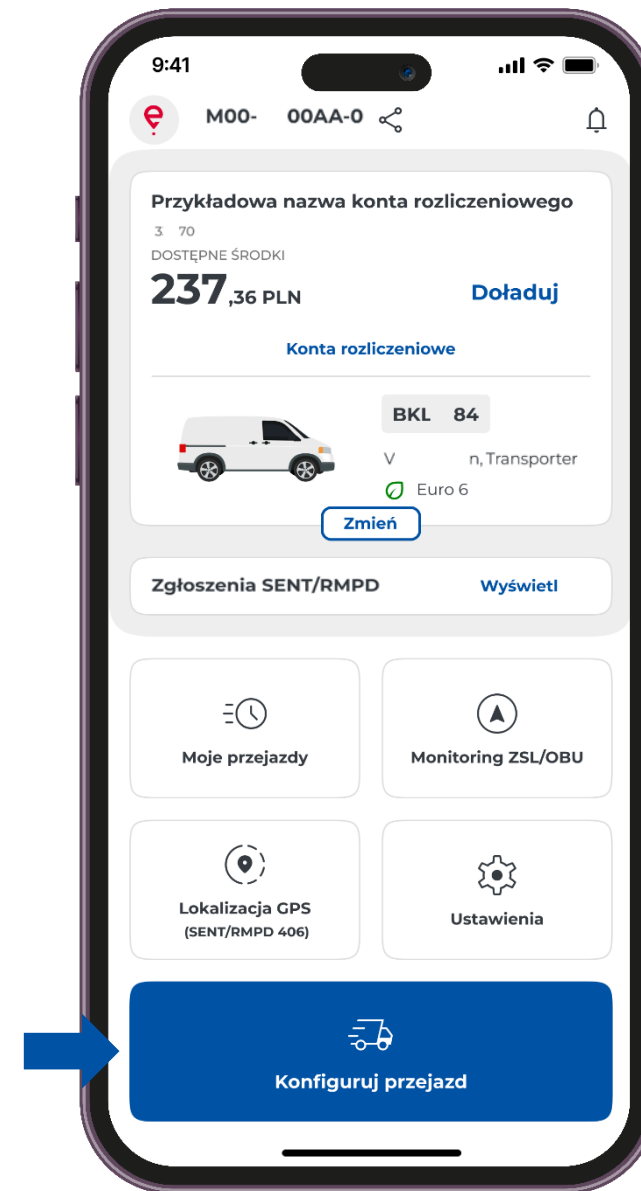 9:41
M00- 00AA-0
Przykładowa nazwa konta rozliczeniowego
3 70
DOSTĘPNE ŚRODKI
237,36 PLN
Doładuj
Konta rozliczeniowe
BKL 84
V n, Transporter
Euro 6
Zmień
Zgłoszenia SENT/RMPD
Wyświetl
Moje przejazdy
Monitoring ZSL/OBU
Lokalizacja GPS
(SENT/RMPD 406)
Ustawienia
Konfiguruj przejazd